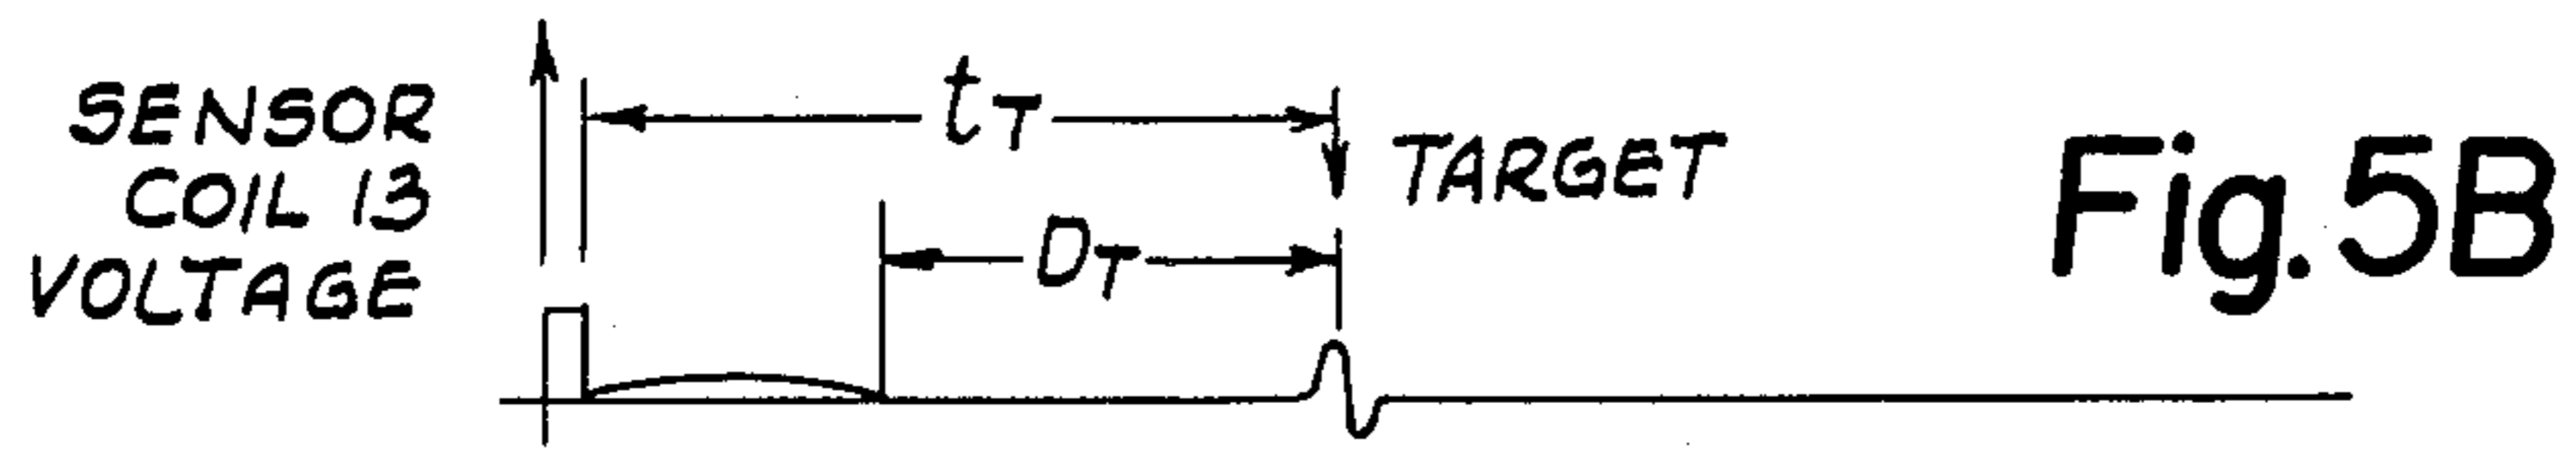 SENSOR
COIL 13
VOLTAGE
tT
TARGET
DT
Fig. 5B